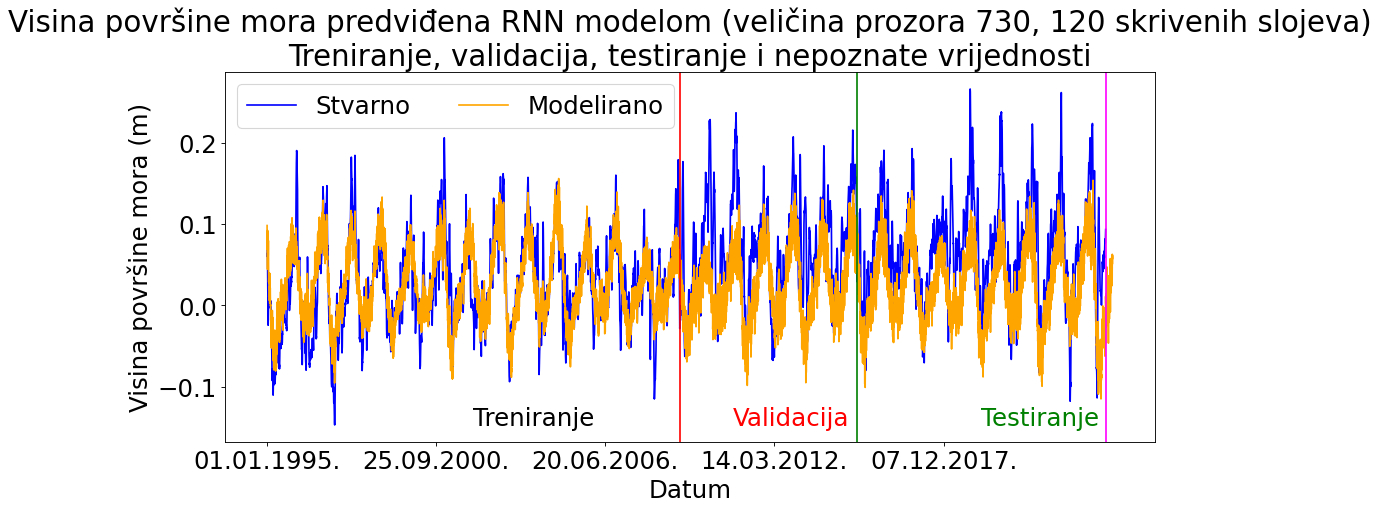 Visina površine mora predviđena RNN modelom (veličina prozora 730, 120 skrivenih slojeva)
Treniranje, validacija, testiranje i nepoznate vrijednosti
Stvarno
Modelirano
Visina površine mora (m)
0.2
0.1
0.0
−0.1
Treniranje
Validacija
Testiranje
01.01.1995.
25.09.2000.
20.06.2006.
14.03.2012.
07.12.2017.
Datum